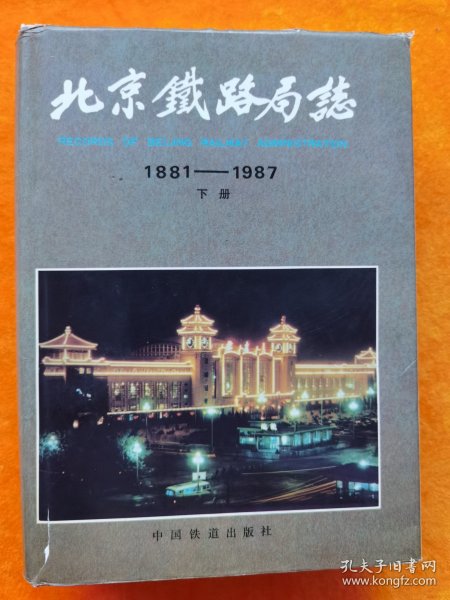 北京鐵路局誌
RECORDS OF BEIJING RAILWAY ADMINISTRATION
1881——1987
下册
中国铁道出版社
孔夫子旧书网
www.kongfz.com